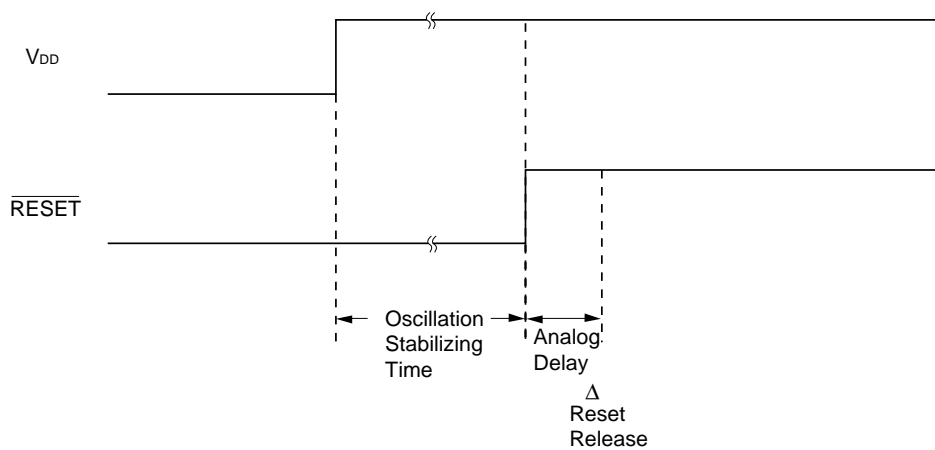 VDD
RESET
Oscillation
Stabilizing
Time
Analog
Delay
Δ
Reset
Release